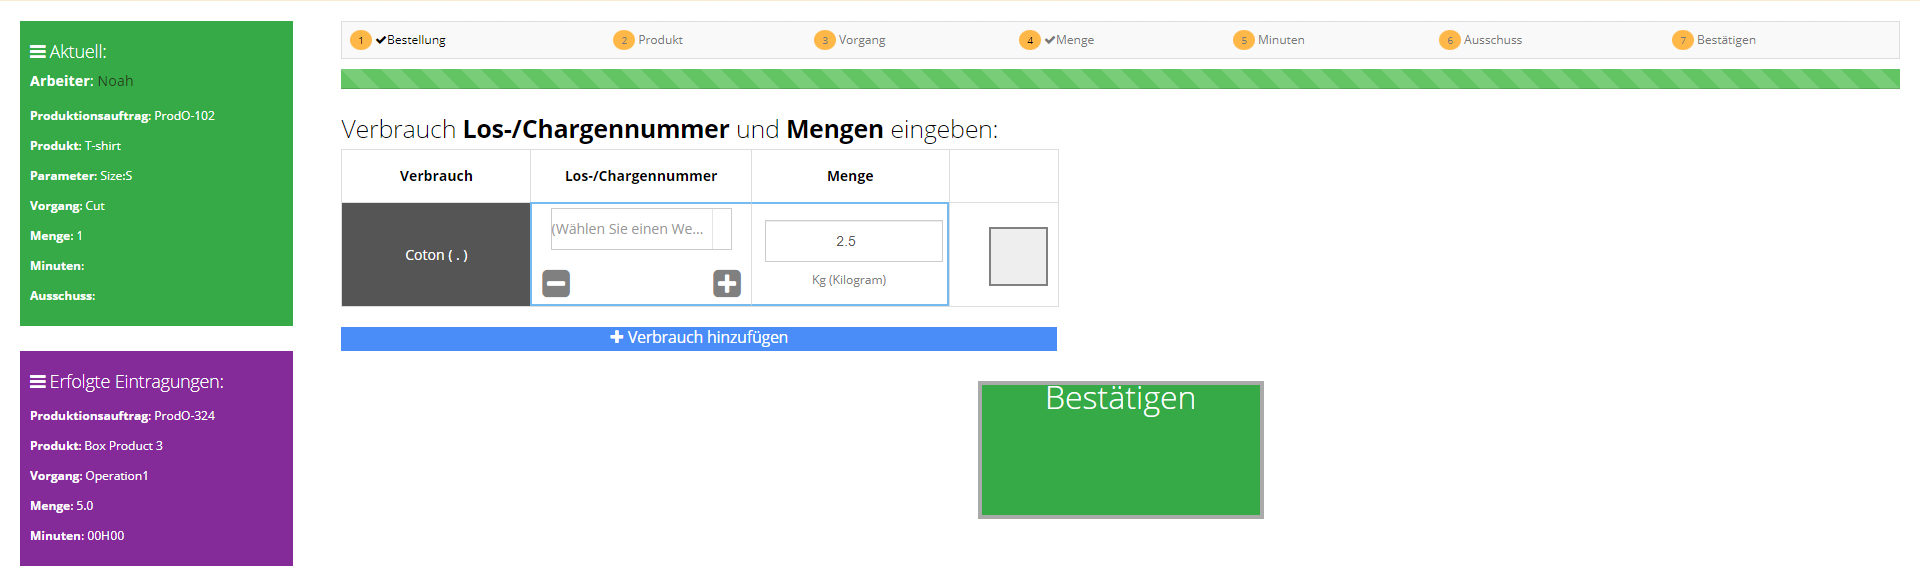 Aktuell:
Arbeiter: Noah
Produktionsauftrag: ProdO-102
Produkt: T-shirt
Parameter: Size:S
Vorgang: Cut
Menge: 1
Minuten:
Ausschuss:
Erfolgte Eintragungen:
Produktionsauftrag: ProdO-324
Produkt: Box Product 3
Vorgang: Operation1
Menge: 5.0
Minuten: 00H00
1 Bestellung 2 Produkt 3 Vorgang 4 Menge 5 Minuten 6 Ausschuss 7 Bestätigen
Verbrauch Los-/Chargennummer und Mengen eingeben:
Verbrauch Los-/Chargennummer Menge
Coton ( . ) (Wählen Sie einen We... 2.5
Kg (Kilogram)
Verbrauch hinzufügen
Bestätigen